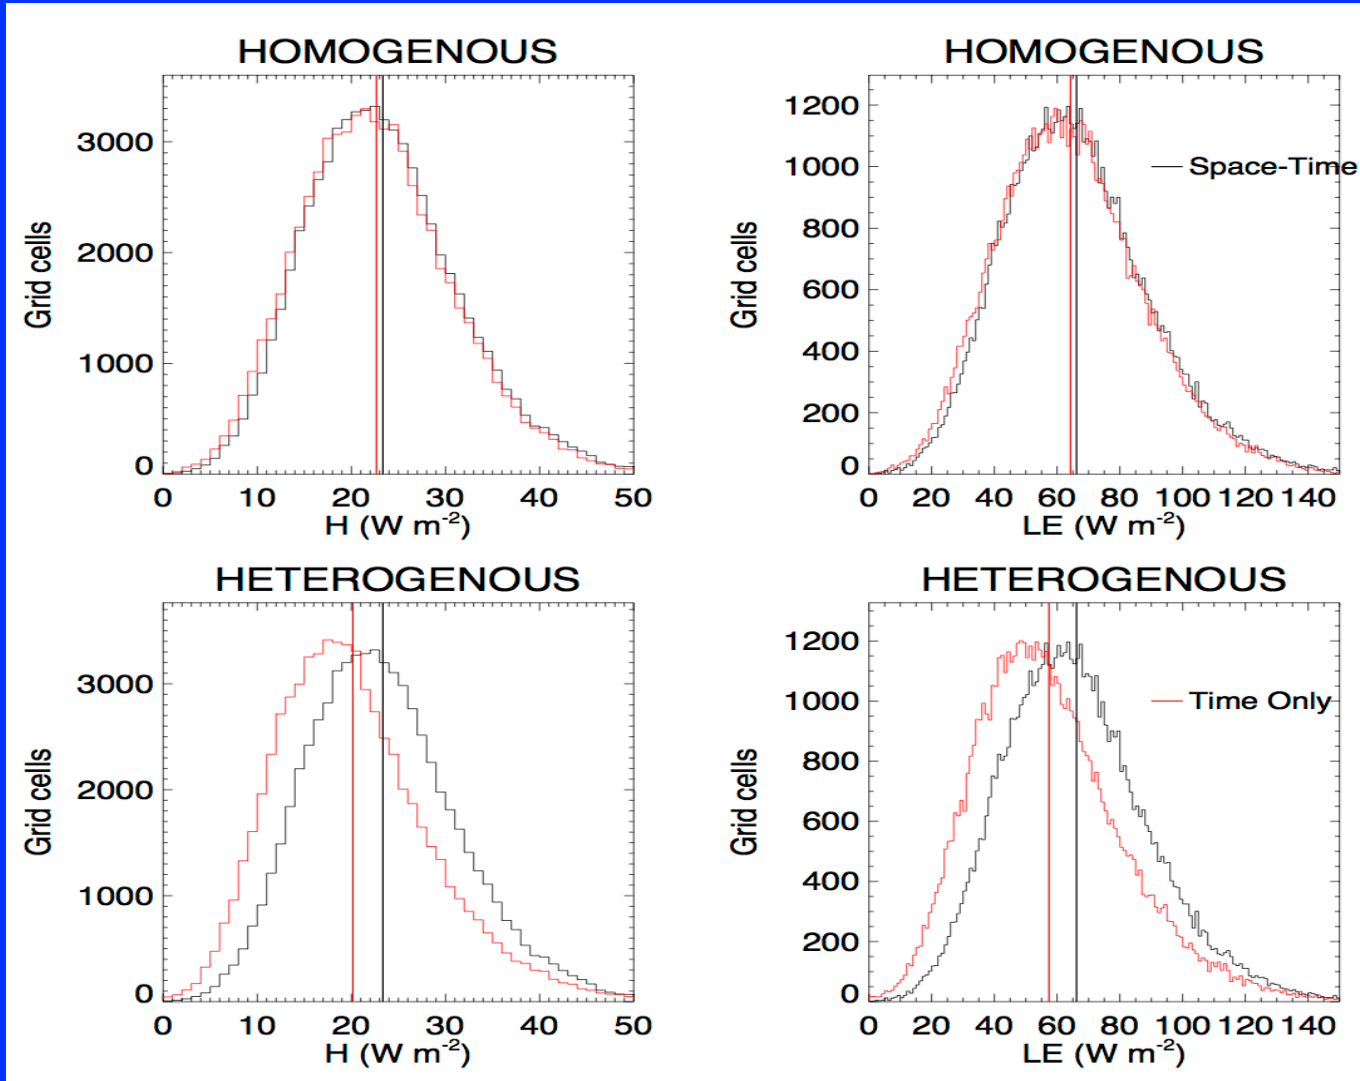 HOMOGENOUS
3000
2000
1000
0
Grid cells
0 10 20 30 40 50
H (W m-2)
HOMOGENOUS
1200
1000
800
600
400
200
0
Grid cells
Space-Time
0 20 40 60 80 100 120 140
LE (W m-2)
HETEROGENOUS
3000
2000
1000
0
Grid cells
0 10 20 30 40 50
H (W m-2)
HETEROGENOUS
1200
1000
800
600
400
200
0
Grid cells
Time Only
0 20 40 60 80 100 120 140
LE (W m-2)